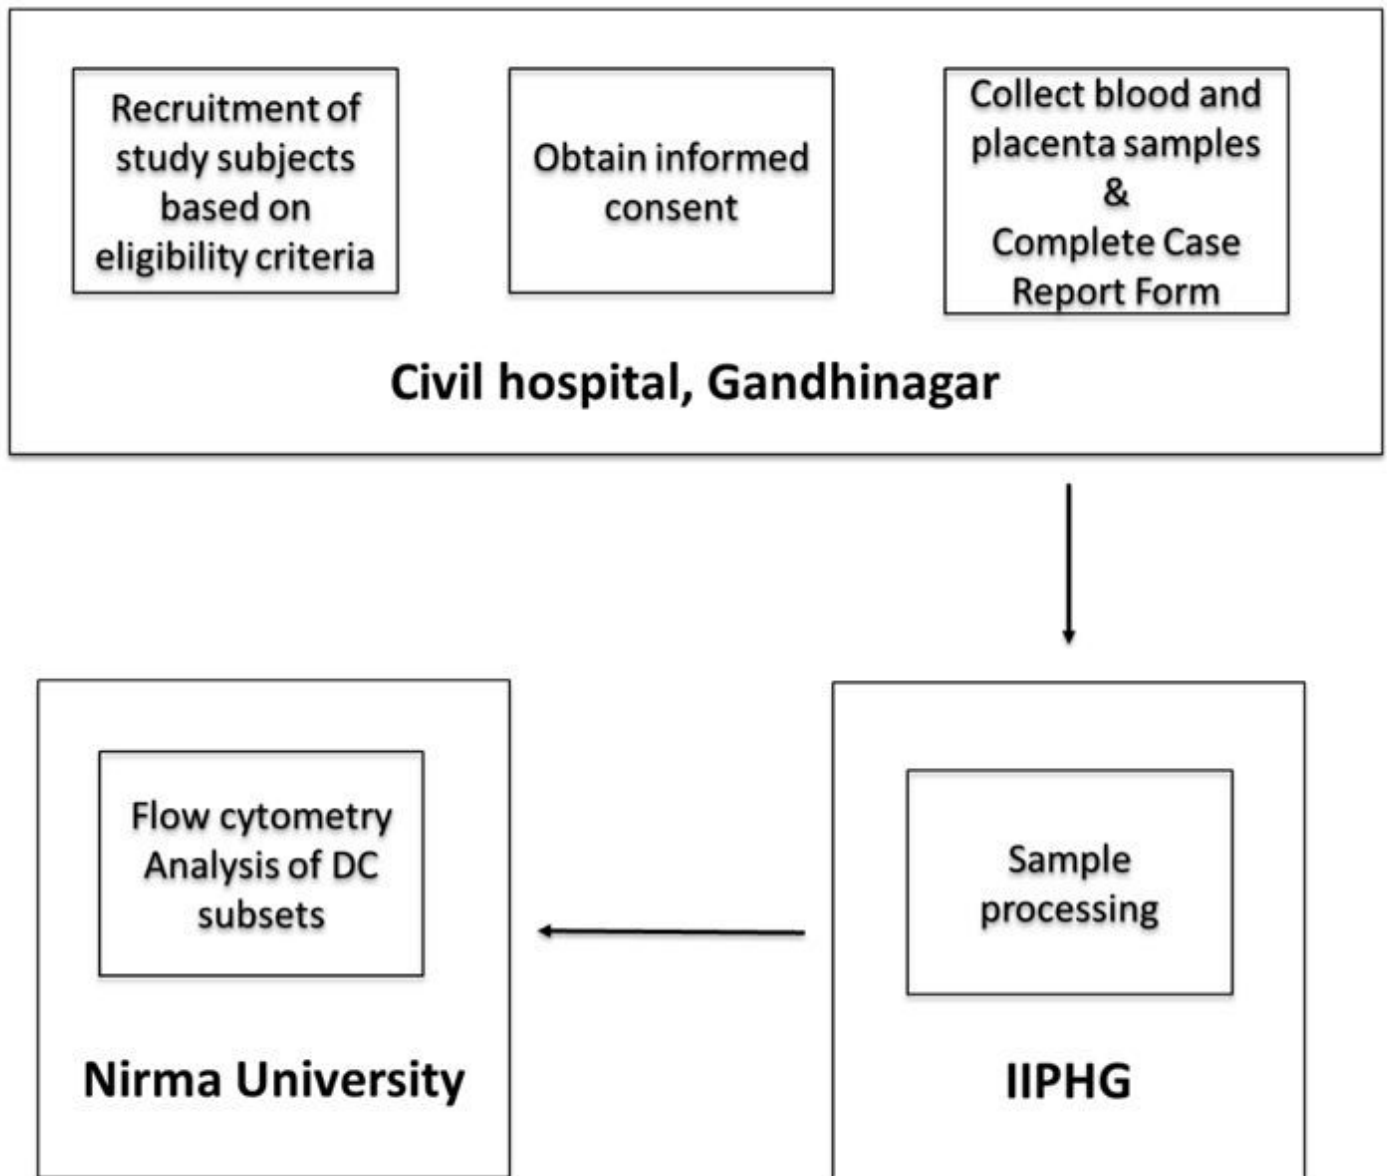 Recruitment of
study subjects
based on
eligibility criteria
Obtain informed
consent
Collect blood and
placenta samples
&
Complete Case
Report Form
Civil hospital, Gandhinagar
Flow cytometry
Analysis of DC
subsets
Nirma University
Sample
processing
IIPHG